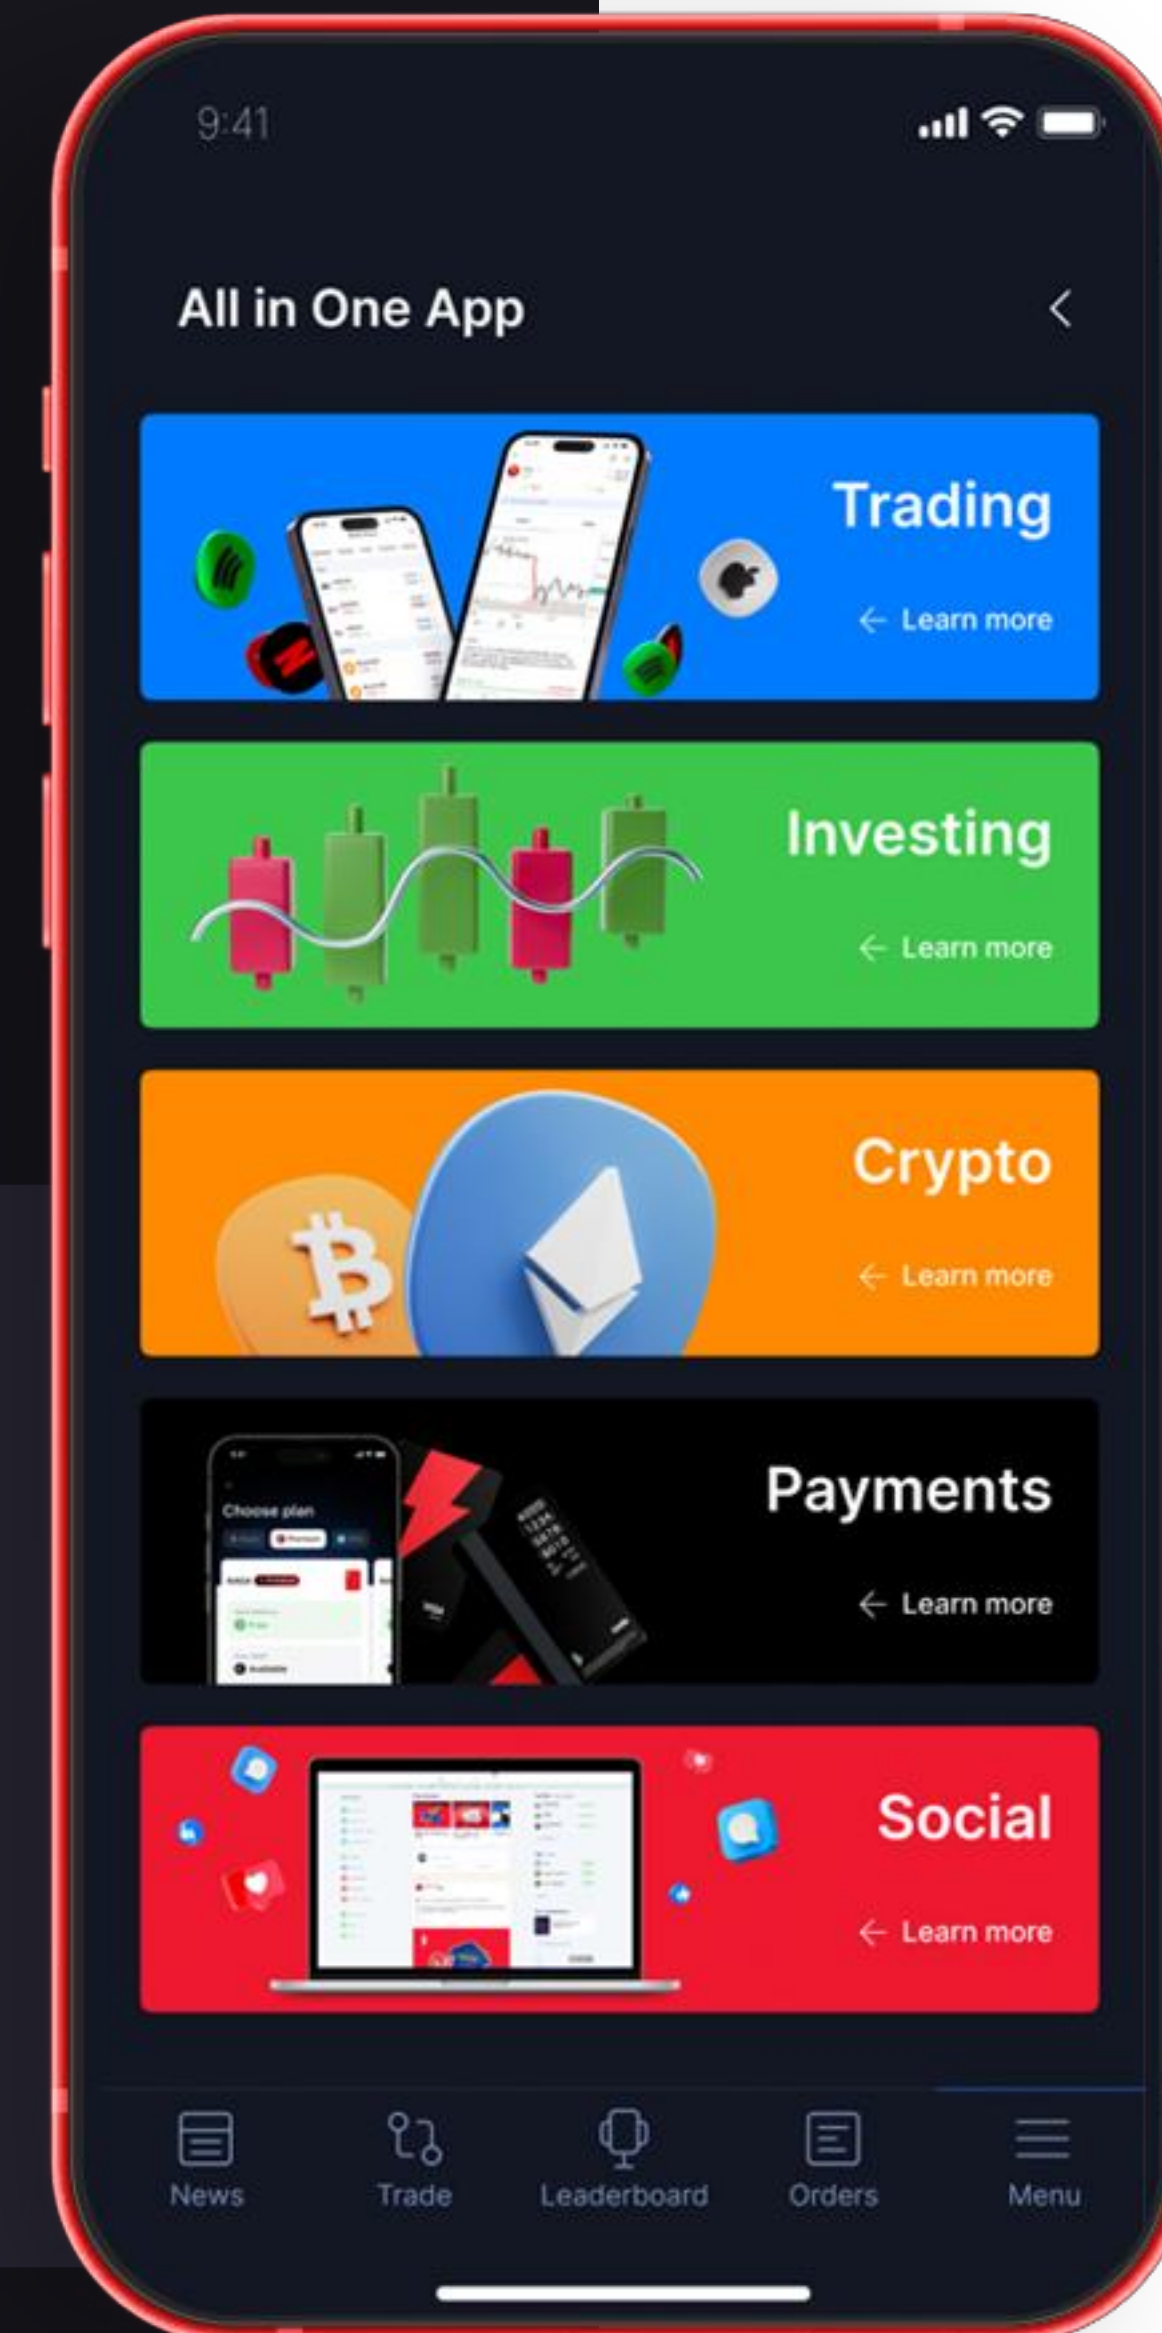 9:41
All in One App
Trading
← Learn more
Investing
← Learn more
Crypto
← Learn more
Choose plan
Payments
← Learn more
Social
← Learn more
News
Trade
Leaderboard
Orders
Menu